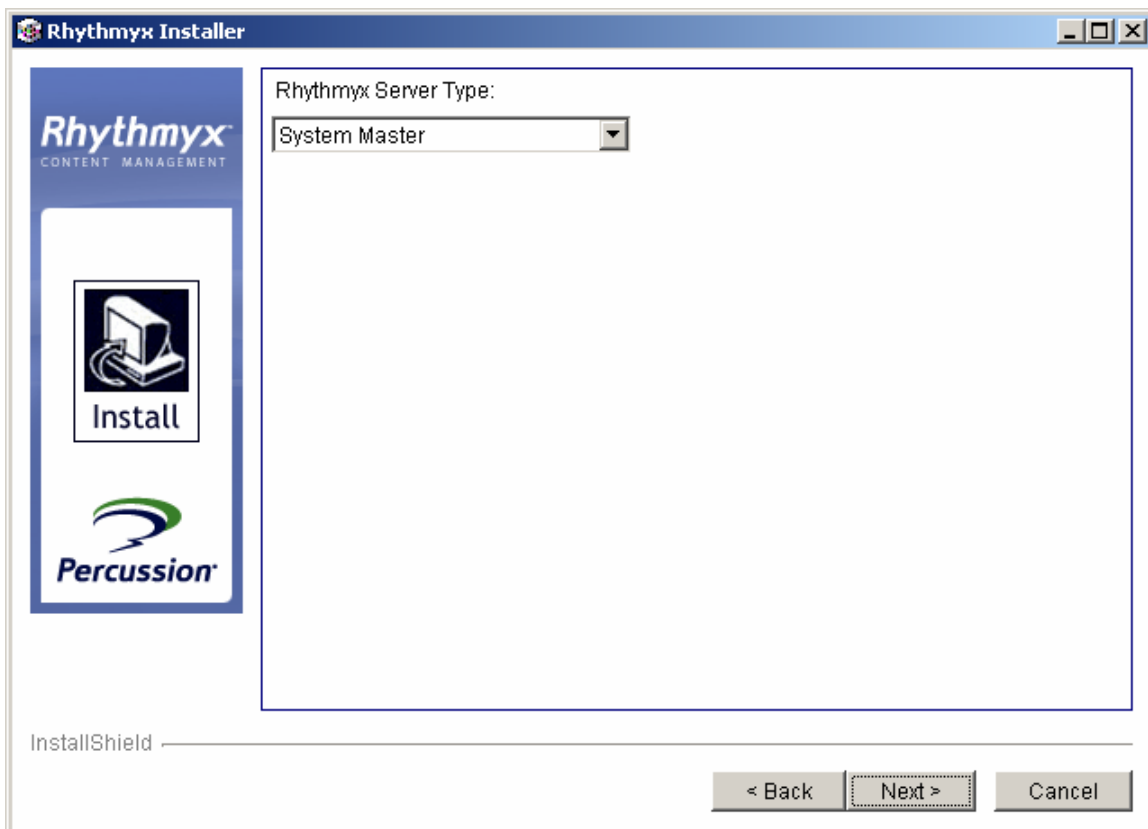 Rhythmyx Installer
Rhythmyx
CONTENT MANAGEMENT
Install
Percussion
Rhythmyx Server Type:
System Master
InstallShield
< Back
Next >
Cancel